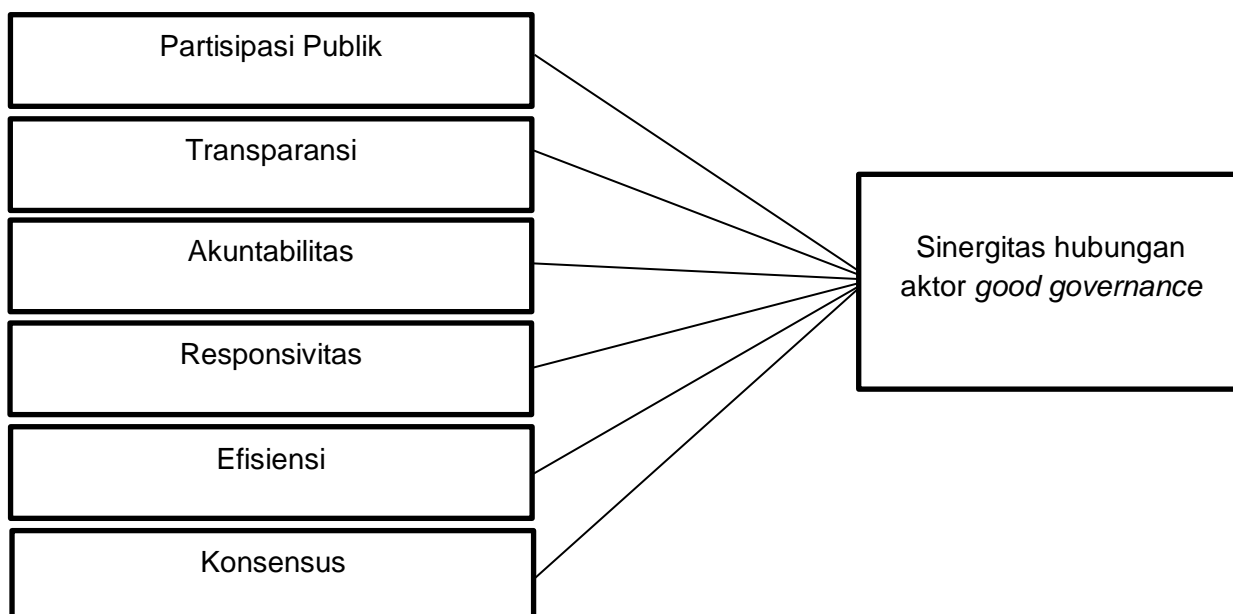 Partisipasi Publik
Transparansi
Akuntabilitas
Responsivitas
Efisiensi
Konsensus
Sinergitas hubungan
aktor good governance